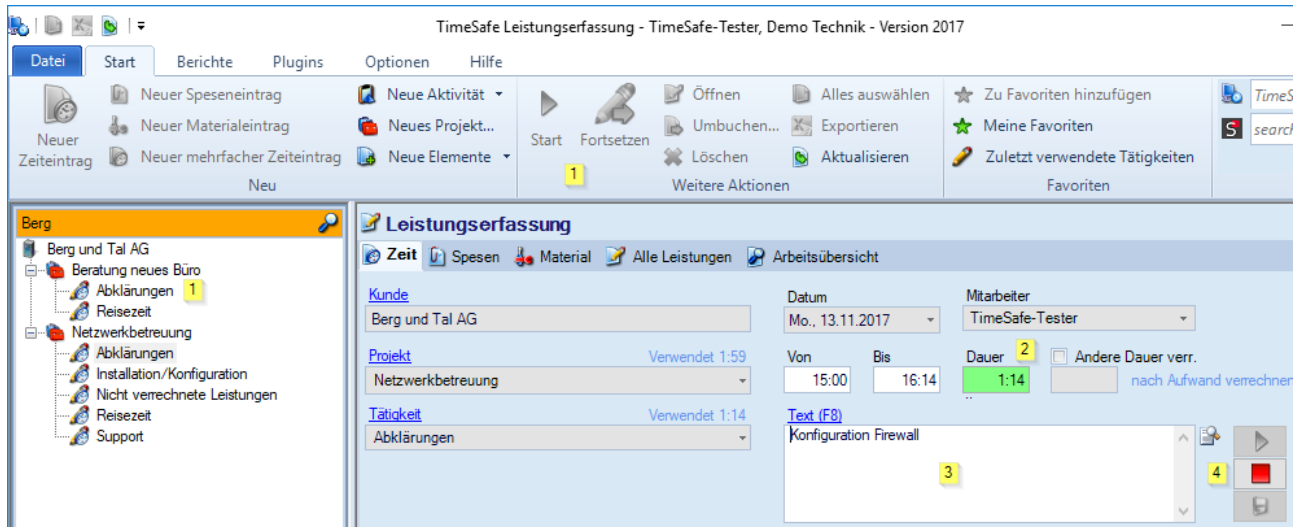 TimeSafe Leistungserfassung - TimeSafe-Tester, Demo Technik - Version 2017
Datei Start Berichte Plugins Optionen Hilfe
Neuer Zeiteintrag
Neuer Speseneintrag
Neuer Materialeintrag
Neuer mehrfacher Zeiteintrag
Neue Aktivität
Neues Projekt...
Neue Elemente
Neu
Start
Fortsetzen
1
Öffnen
Umbuchen...
Löschen
Alles auswählen
Exportieren
Aktualisieren
Weitere Aktionen
Zu Favoriten hinzufügen
Meine Favoriten
Zuletzt verwendete Tätigkeiten
Favoriten
TimeS
S search
Berg
Berg und Tal AG
Beratung neues Büro
Abklärungen 1
Reisezeit
Netzwerkbetreuung
Abklärungen
Installation/Konfiguration
Nicht verrechnete Leistungen
Reisezeit
Support
Leistungserfassung
Zeit Spesen Material Alle Leistungen Arbeitsübersicht
Kunde
Berg und Tal AG
Datum
Mo., 13.11.2017
Mitarbeiter
TimeSafe-Tester
Projekt Verwendet 1:59
Netzwerkbetreuung
Von Bis Dauer 2 Andere Dauer verr.
15:00 16:14 1:14 nach Aufwand verrechnen
Tätigkeit Verwendet 1:14
Abklärungen
Text (F8)
Konfiguration Firewall
3
4